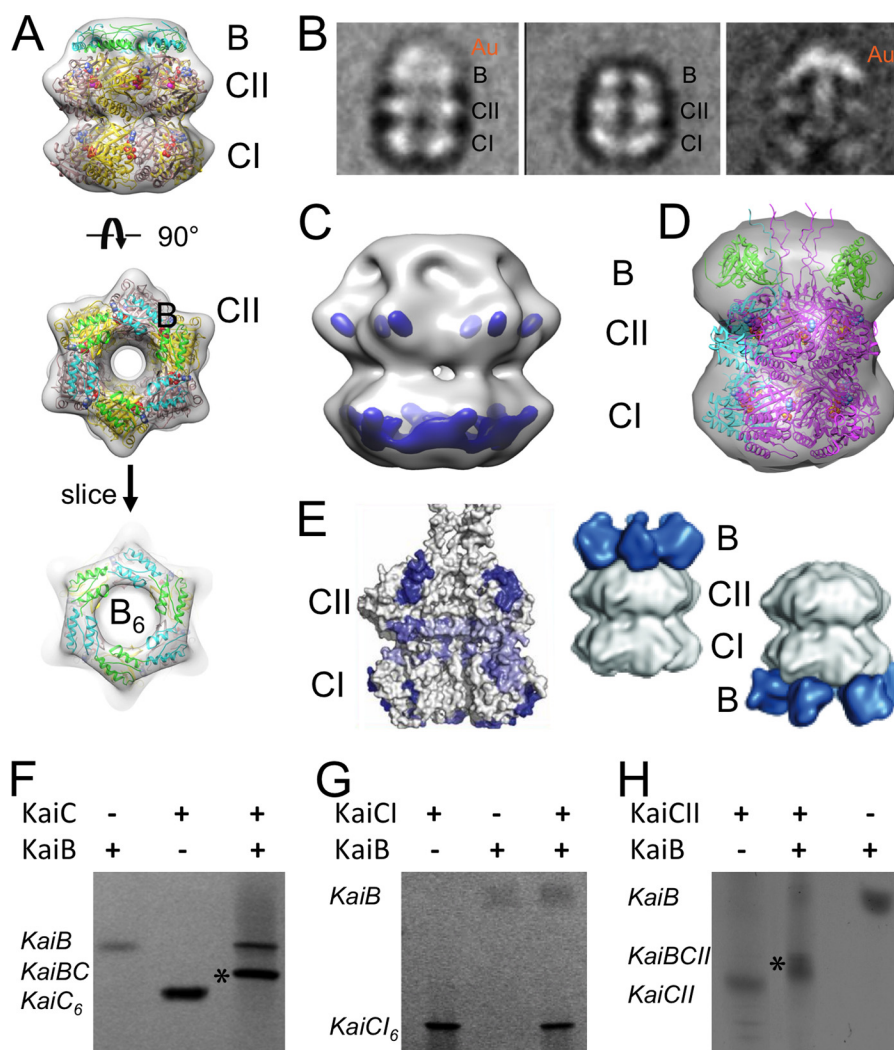 A
B
CII
CI
90°
B
CII
slice
B6
B
Au
B
CII
CI
B
CII
CI
Au
C
D
B
CII
CI
E
CII
CI
B
CII
CI
B
F
KaiC - + +
KaiB + - +
KaiB
KaiBC *
KaiC6
G
KaiCI + - +
KaiB - + +
KaiB
KaiCI6
H
KaiCII + + -
KaiB - + +
KaiB
KaiBCII *
KaiCII